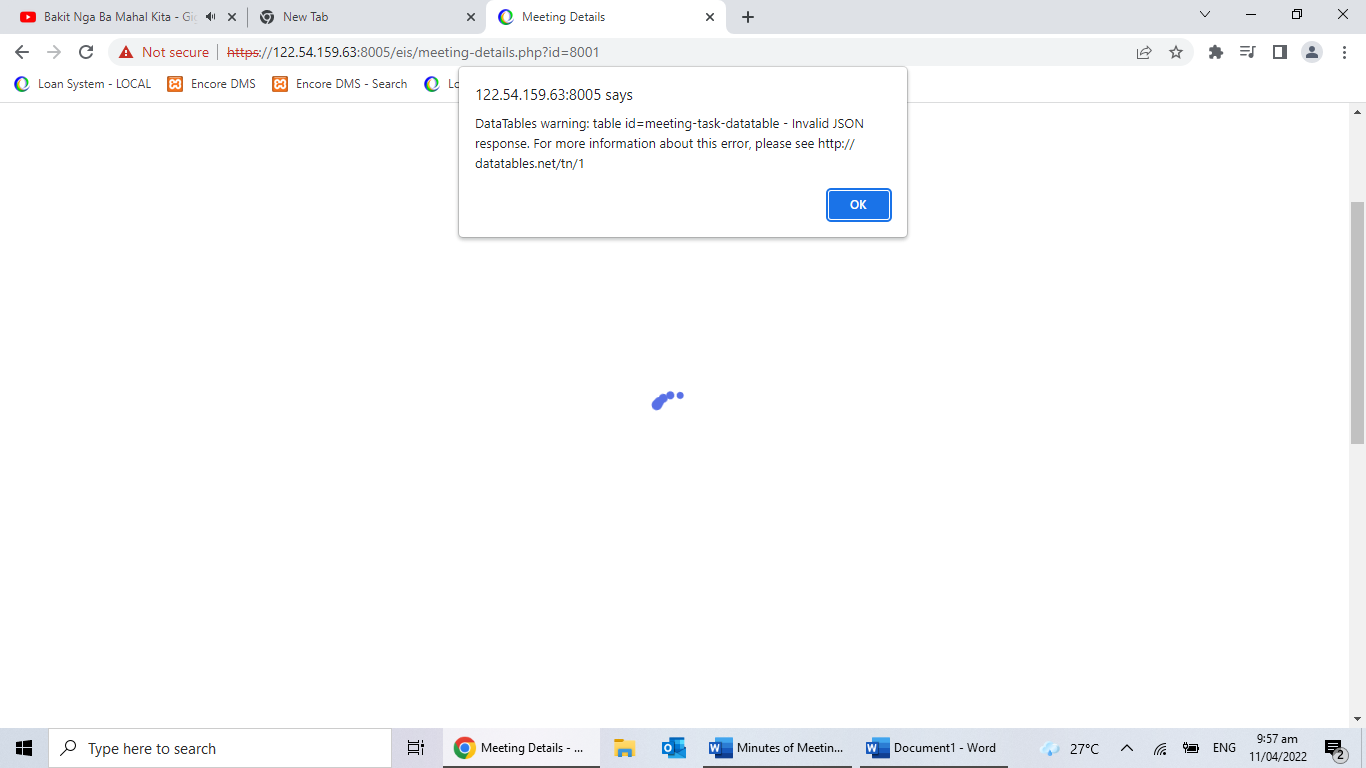 Bakit Nga Ba Mahal Kita - Gig
New Tab
Meeting Details
Not secure
https://122.54.159.63:8005/eis/meeting-details.php?id=8001
Loan System - LOCAL
Encore DMS
Encore DMS - Search
Lo
122.54.159.63:8005 says
DataTables warning: table id=meeting-task-datatable - Invalid JSON
response. For more information about this error, please see http://
datatables.net/tn/1
OK
Type here to search
Meeting Details - ...
Minutes of Meetin...
Document1 - Word
27°C
ENG
9:57 am
11/04/2022
2